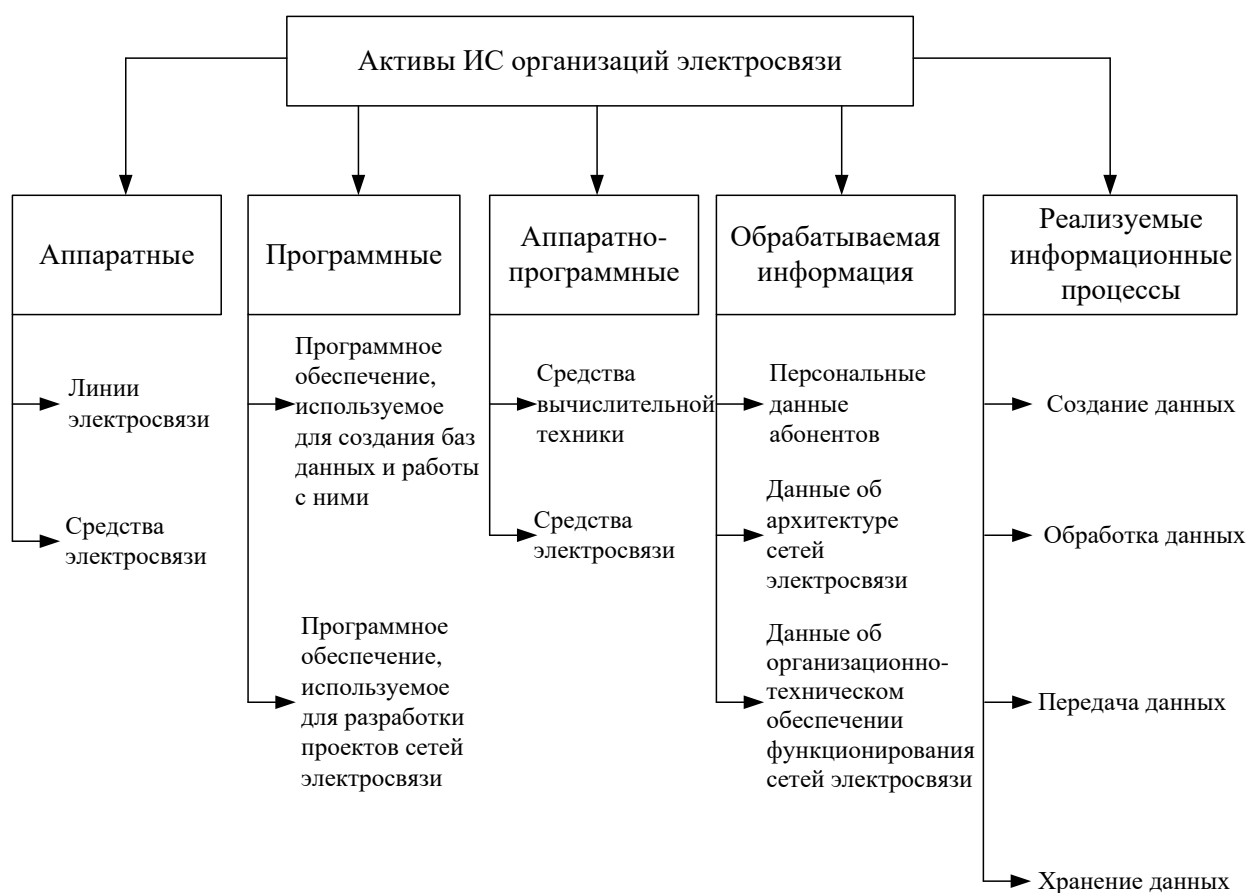 Активы ИС организаций электросвязи
Аппаратные
Программные
Аппаратно-
программные
Обрабатываемая
информация
Реализуемые
информационные
процессы
Линии
электросвязи
Средства
электросвязи
Программное
обеспечение,
используемое
для создания баз
данных и работы
с ними
Программное
обеспечение,
используемое
для разработки
проектов сетей
электросвязи
Средства
вычислительной
техники
Средства
электросвязи
Персональные
данные
абонентов
Данные об
архитектуре
сетей
электросвязи
Данные об
организационно-
техническом
обеспечении
функционирования
сетей электросвязи
Создание данных
Обработка данных
Передача данных
Хранение данных